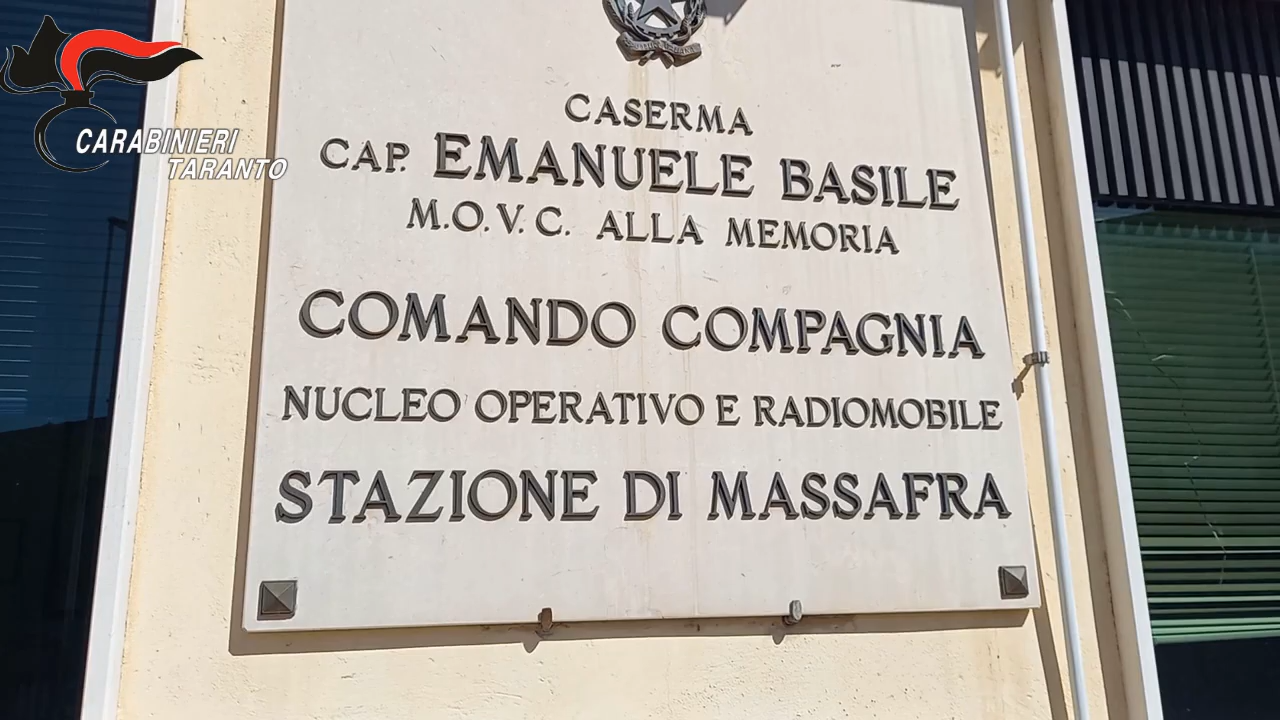 CARABINIERI
TARANTO
CASERMA
CAP. EMANUELE BASILE
M.O.V.C. ALLA MEMORIA
COMANDO COMPAGNIA
NUCLEO OPERATIVO E RADIOMOBILE
STAZIONE DI MASSAFRA